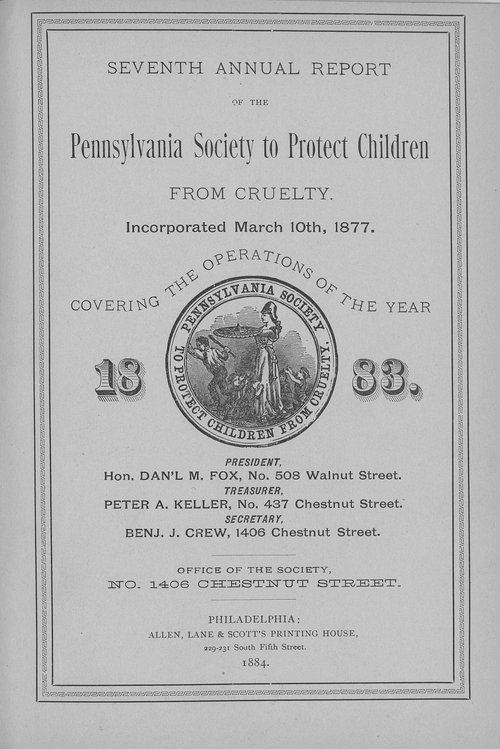 SEVENTH ANNUAL REPORT
OF THE
Pennsylvania Society to Protect Children
FROM CRUELTY.
Incorporated March 10th, 1877.
COVERING THE OPERATIONS OF THE YEAR
PENNSYLVANIA SOCIETY
TO PROTECT CHILDREN FROM CRUELTY.
18 83.
PRESIDENT,
Hon. DAN'L M. FOX, No. 508 Walnut Street.
TREASURER,
PETER A. KELLER, No. 437 Chestnut Street.
SECRETARY,
BENJ. J. CREW, 1406 Chestnut Street.
OFFICE OF THE SOCIETY,
NO. 1406 CHESTNUT STREET.
PHILADELPHIA:
ALLEN, LANE & SCOTT'S PRINTING HOUSE,
229-231 South Fifth Street.
1884.